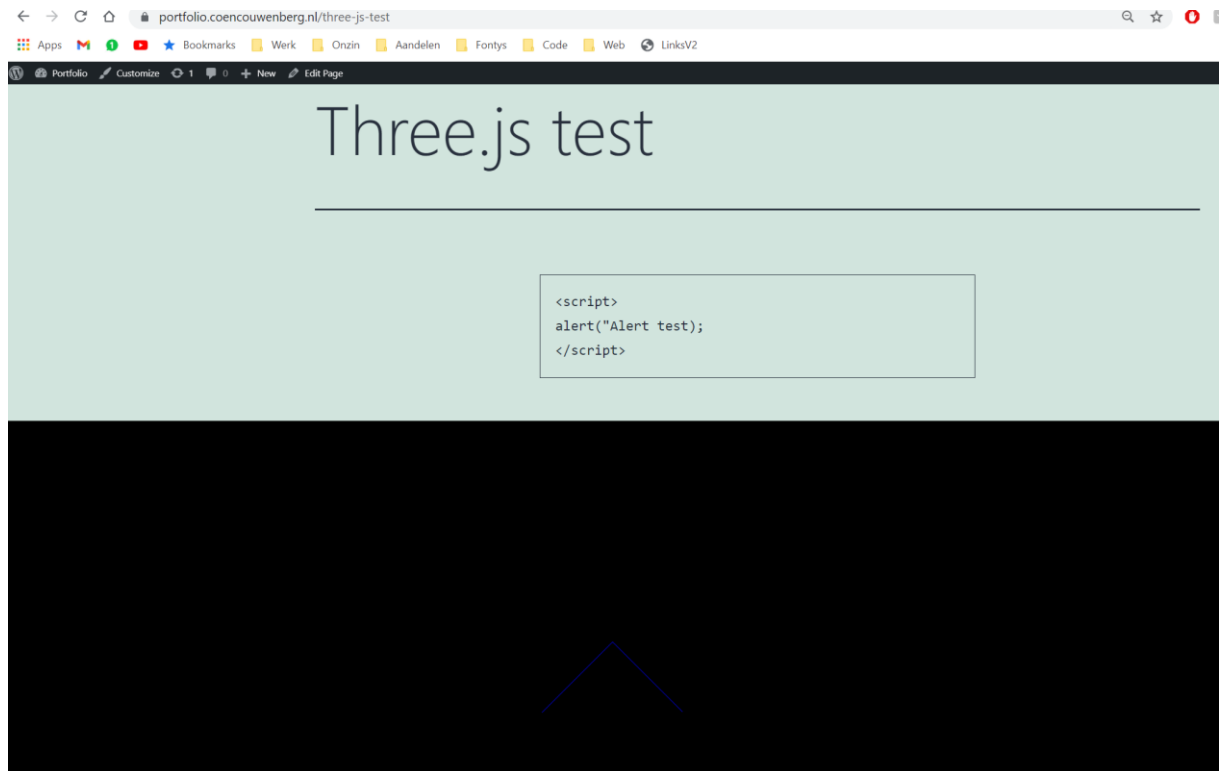 portfolio.coencouwenberg.nl/three-js-test
Apps 1 Bookmarks Werk Onzin Aandelen Fontys Code Web LinksV2
Portfolio Customize 1 0 + New Edit Page
Three.js test
<script>
alert("Alert test);
</script>